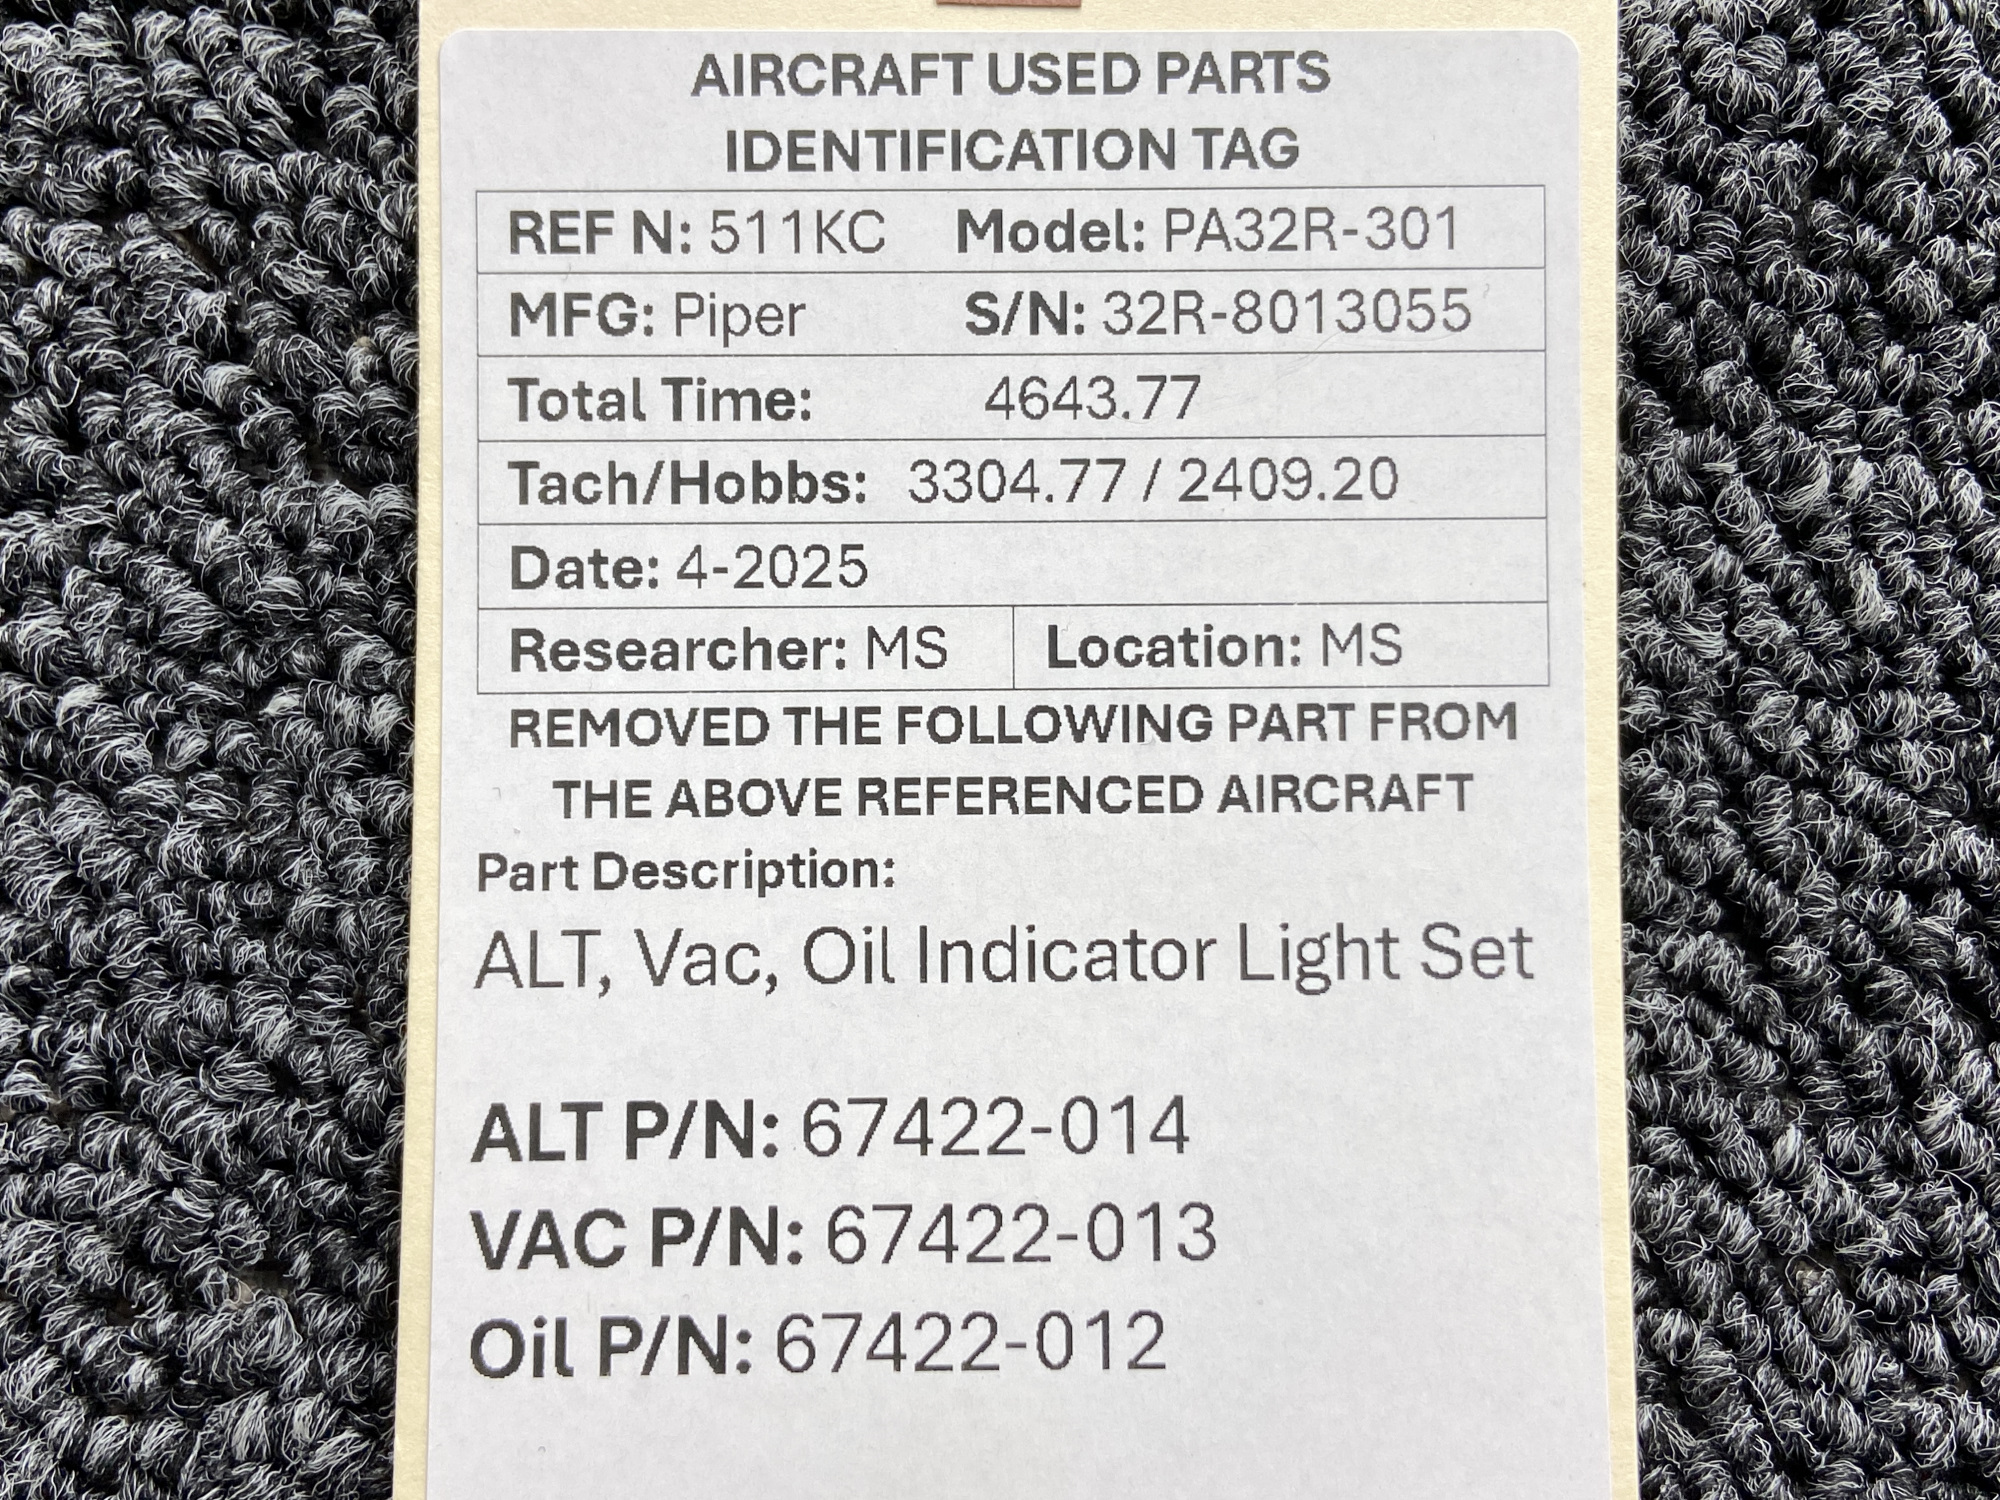 AIRCRAFT USED PARTS
IDENTIFICATION TAG
REF N: 511KC Model: PA32R-301
MFG: Piper S/N: 32R-8013055
Total Time: 4643.77
Tach/Hobbs: 3304.77 / 2409.20
Date: 4-2025
Researcher: MS Location: MS
REMOVED THE FOLLOWING PART FROM
THE ABOVE REFERENCED AIRCRAFT
Part Description:
ALT, Vac, Oil Indicator Light Set
ALT P/N: 67422-014
VAC P/N: 67422-013
Oil P/N: 67422-012